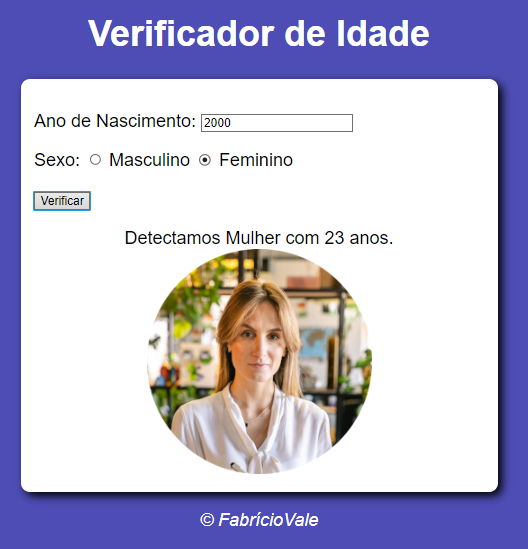 Verificador de Idade
Ano de Nascimento: 2000
Sexo: Masculino Feminino
Verificar
Detectamos Mulher com 23 anos.
© FabrícioVale